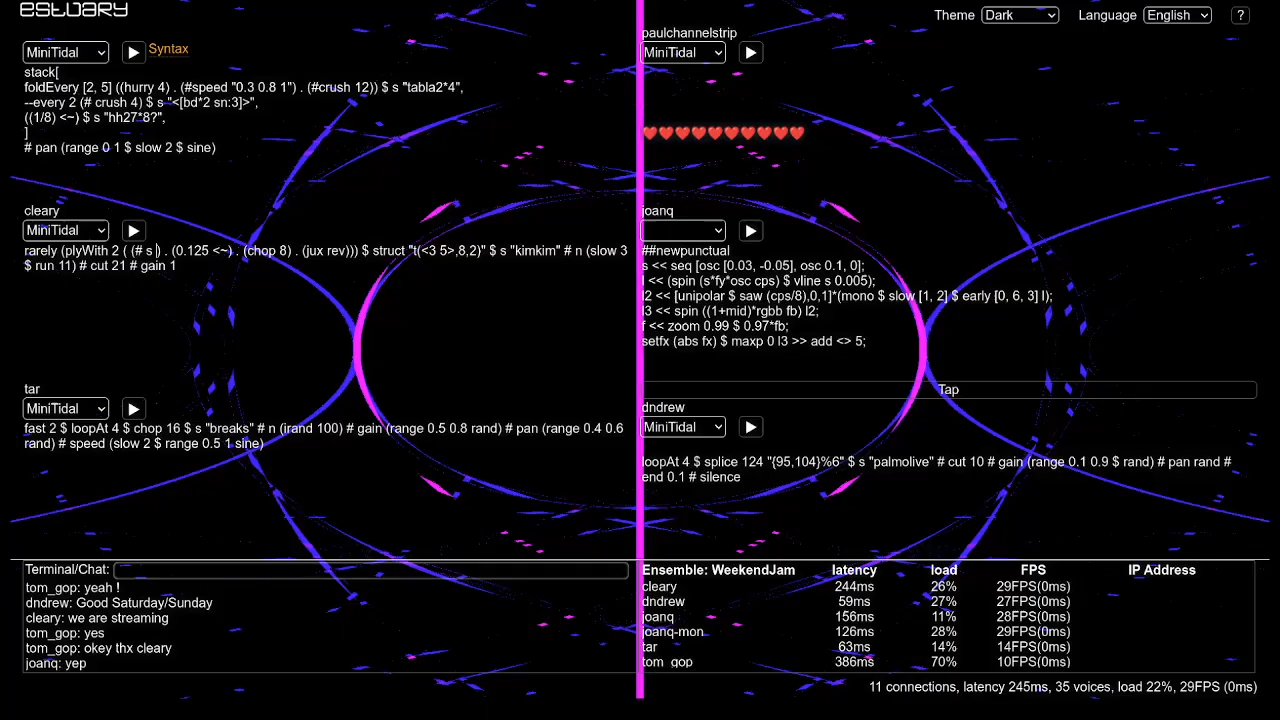 estuary
Theme Dark Language English ?
MiniTidal ▶ Syntax
stack[
foldEvery [2, 5] ((hurry 4) . (#speed "0.3 0.8 1") . (#crush 12)) $ s "tabla2*4",
--every 2 (# crush 4) $ s "<[bd*2 sn:3]>",
((1/8) <~) $ s "hh27*8?",
]
# pan (range 0 1 $ slow 2 $ sine)
paulchannelstrip
MiniTidal ▶
❤️❤️❤️❤️❤️❤️❤️❤️❤️❤️
cleary
MiniTidal ▶
rarely (plyWith 2 ( (# s ) . (0.125 <~) . (chop 8) . (jux rev))) $ struct "t(<3 5>,8,2)" $ s "kimkim" # n (slow 3
$ run 11) # cut 21 # gain 1
joanq
▶
##newpunctual
s << seq [osc [0.03, -0.05], osc 0.1, 0];
l << (spin (s*fy*osc cps) $ vline s 0.005);
l2 << [unipolar $ saw (cps/8),0,1]*(mono $ slow [1, 2] $ early [0, 6, 3] l);
l3 << spin ((1+mid)*rgbb fb) l2;
f << zoom 0.99 $ 0.97*fb;
setfx (abs fx) $ maxp 0 l3 >> add <> 5;
Tap
tar
MiniTidal ▶
fast 2 $ loopAt 4 $ chop 16 $ s "breaks" # n (irand 100) # gain (range 0.5 0.8 rand) # pan (range 0.4 0.6
rand) # speed (slow 2 $ range 0.5 1 sine)
dndrew
MiniTidal ▶
loopAt 4 $ splice 124 "{95,104}%6" $ s "palmolive" # cut 10 # gain (range 0.1 0.9 $ rand) # pan rand #
end 0.1 # silence
Terminal/Chat:
tom_gop: yeah !
dndrew: Good Saturday/Sunday
cleary: we are streaming
tom_gop: yes
tom_gop: okey thx cleary
joanq: yep
Ensemble: WeekendJam latency load FPS IP Address
cleary 244ms 26% 29FPS(0ms)
dndrew 59ms 27% 27FPS(0ms)
joanq 156ms 11% 28FPS(0ms)
joanq-mon 126ms 28% 29FPS(0ms)
tar 63ms 14% 14FPS(0ms)
tom_gop 386ms 70% 10FPS(0ms)
11 connections, latency 245ms, 35 voices, load 22%, 29FPS (0ms)